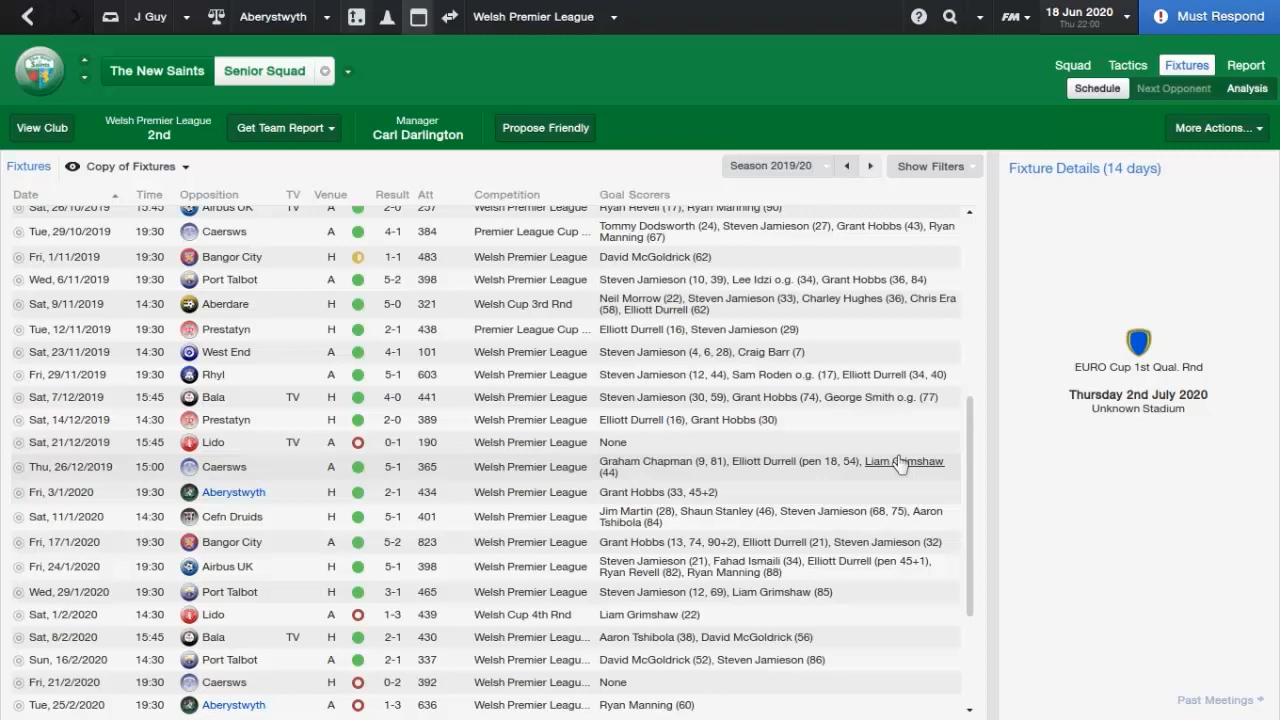 J Guy Aberystwyth Welsh Premier League FM 18 Jun 2020 Thu 22:00 Must Respond
The New Saints Senior Squad
Squad Tactics Fixtures Report
Schedule Next Opponent Analysis
View Club Welsh Premier League 2nd Get Team Report Manager Carl Darlington Propose Friendly More Actions...
Fixtures Copy of Fixtures Season 2019/20 Show Filters Fixture Details (14 days)
Date Time Opposition TV Venue Result Att Competition Goal Scorers
Sat, 26/10/2019 15:45 Airbus UK TV A 2-0 257 Welsh Premier League Ryan Revell (17), Ryan Manning (90)
Tue, 29/10/2019 19:30 Caersws A 4-1 384 Premier League Cup ... Tommy Dodsworth (24), Steven Jamieson (27), Grant Hobbs (43), Ryan
Manning (67)
Fri, 1/11/2019 19:30 Bangor City H 1-1 483 Welsh Premier League David McGoldrick (62)
Wed, 6/11/2019 19:30 Port Talbot A 5-2 398 Welsh Premier League Steven Jamieson (10, 39), Lee Idzi o.g. (34), Grant Hobbs (36, 84)
Sat, 9/11/2019 14:30 Aberdare H 5-0 321 Welsh Cup 3rd Rnd Neil Morrow (22), Steven Jamieson (33), Charley Hughes (36), Chris Era
(58), Elliott Durrell (62)
Tue, 12/11/2019 19:30 Prestatyn H 2-1 438 Premier League Cup ... Elliott Durrell (16), Steven Jamieson (29)
Sat, 23/11/2019 14:30 West End A 4-1 101 Welsh Premier League Steven Jamieson (4, 6, 28), Craig Barr (7)
Fri, 29/11/2019 19:30 Rhyl A 5-1 603 Welsh Premier League Steven Jamieson (12, 44), Sam Roden o.g. (17), Elliott Durrell (34, 40)
Sat, 7/12/2019 19:30 Bala TV H 4-0 441 Welsh Premier League Steven Jamieson (30, 59), Grant Hobbs (74), George Smith o.g. (77)
Sat, 14/12/2019 14:30 Prestatyn H 2-0 389 Welsh Premier League Elliott Durrell (16), Grant Hobbs (30)
Sat, 21/12/2019 15:45 Lido TV A 0-1 190 Welsh Premier League None
Thu, 26/12/2019 15:00 Caersws A 5-1 365 Welsh Premier League Graham Chapman (9, 81), Elliott Durrell (pen 18, 54), Liam Grimshaw
(44)
Fri, 3/1/2020 19:30 Aberystwyth H 2-1 434 Welsh Premier League Grant Hobbs (33, 45+2)
Sat, 11/1/2020 14:30 Cefn Druids H 5-1 401 Welsh Premier League Jim Martin (28), Shaun Stanley (46), Steven Jamieson (68, 75), Aaron
Tshibola (84)
Fri, 17/1/2020 19:30 Bangor City A 5-2 823 Welsh Premier League Grant Hobbs (13, 74, 90+2), Elliott Durrell (21), Steven Jamieson (32)
Fri, 24/1/2020 19:30 Airbus UK H 5-1 398 Welsh Premier League Steven Jamieson (21), Fahad Ismaili (34), Elliott Durrell (pen 45+1),
Ryan Revell (82), Ryan Manning (88)
Wed, 29/1/2020 19:30 Port Talbot H 3-1 465 Welsh Premier League Steven Jamieson (12, 69), Liam Grimshaw (85)
Sat, 1/2/2020 14:30 Lido A 1-3 439 Welsh Cup 4th Rnd Liam Grimshaw (22)
Sat, 8/2/2020 15:45 Bala TV H 2-1 430 Welsh Premier Leagu... Aaron Tshibola (38), David McGoldrick (56)
Sun, 16/2/2020 14:30 Port Talbot A 2-1 337 Welsh Premier Leagu... David McGoldrick (52), Steven Jamieson (86)
Fri, 21/2/2020 19:30 Caersws H 0-2 392 Welsh Premier Leagu... None
Tue, 25/2/2020 19:30 Aberystwyth A 1-3 636 Welsh Premier Leagu... Ryan Manning (60)
EURO Cup 1st Qual. Rnd
Thursday 2nd July 2020
Unknown Stadium
Past Meetings